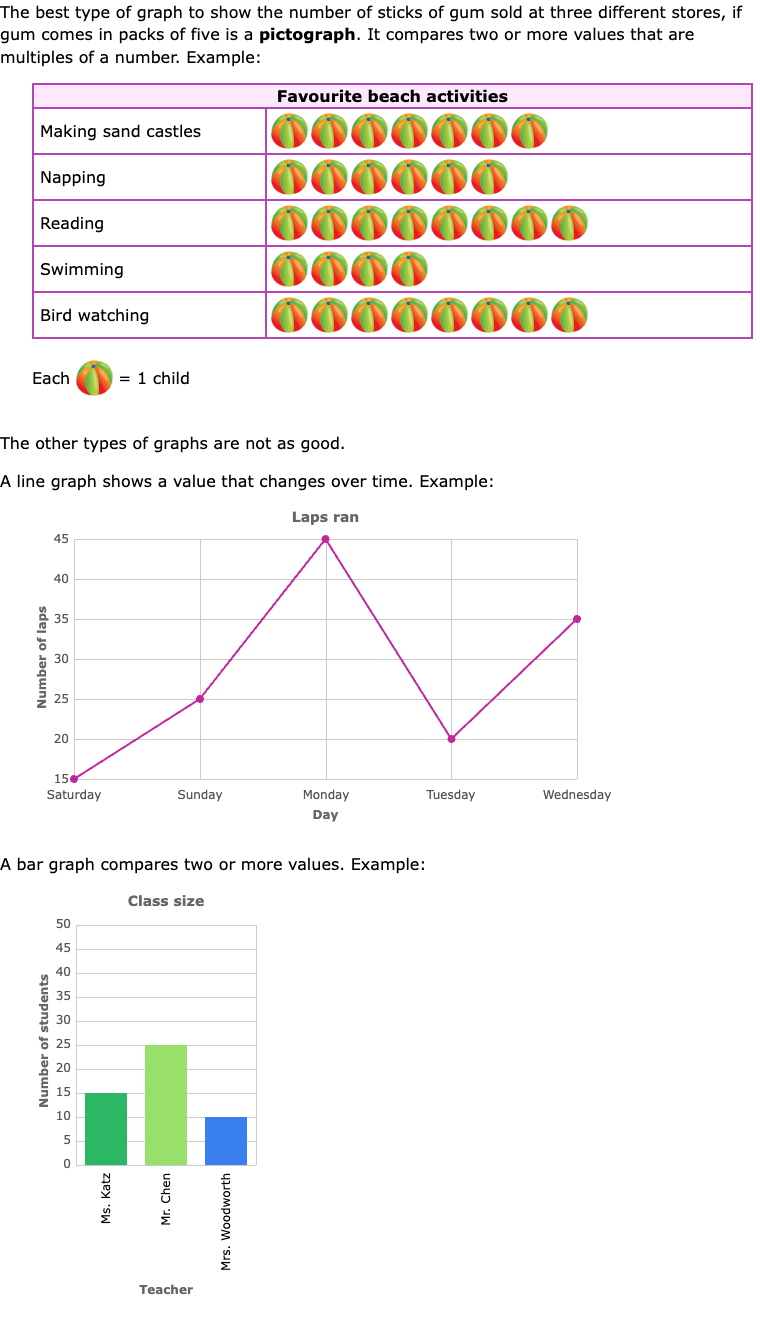 The best type of graph to show the number of sticks of gum sold at three different stores, if
gum comes in packs of five is a pictograph. It compares two or more values that are
multiples of a number. Example:
Favourite beach activities
Making sand castles
Napping
Reading
Swimming
Bird watching
Each = 1 child
The other types of graphs are not as good.
A line graph shows a value that changes over time. Example:
Laps ran
Number of laps
45
40
35
30
25
20
15
Saturday Sunday Monday Tuesday Wednesday
Day
A bar graph compares two or more values. Example:
Class size
Number of students
50
45
40
35
30
25
20
15
10
5
0
Ms. Katz
Mr. Chen
Mrs. Woodworth
Teacher